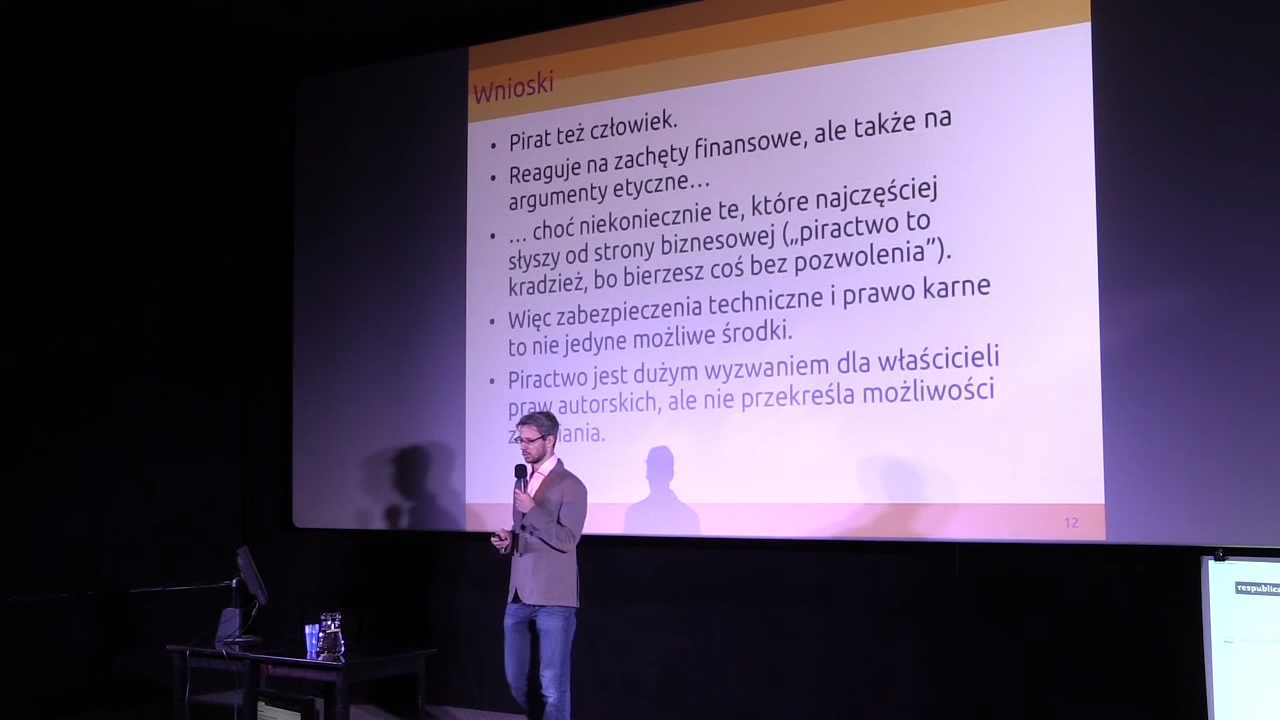 Wnioski
• Pirat też człowiek.
• Reaguje na zachęty finansowe, ale także na
argumenty etyczne…
• … choć niekoniecznie te, które najczęściej
słyszy od strony biznesowej („piractwo to
kradzież, bo bierzesz coś bez pozwolenia”).
• Więc zabezpieczenia techniczne i prawo karne
to nie jedyne możliwe środki.
• Piractwo jest dużym wyzwaniem dla właścicieli
praw autorskich, ale nie przekreśla możliwości
12
respublica